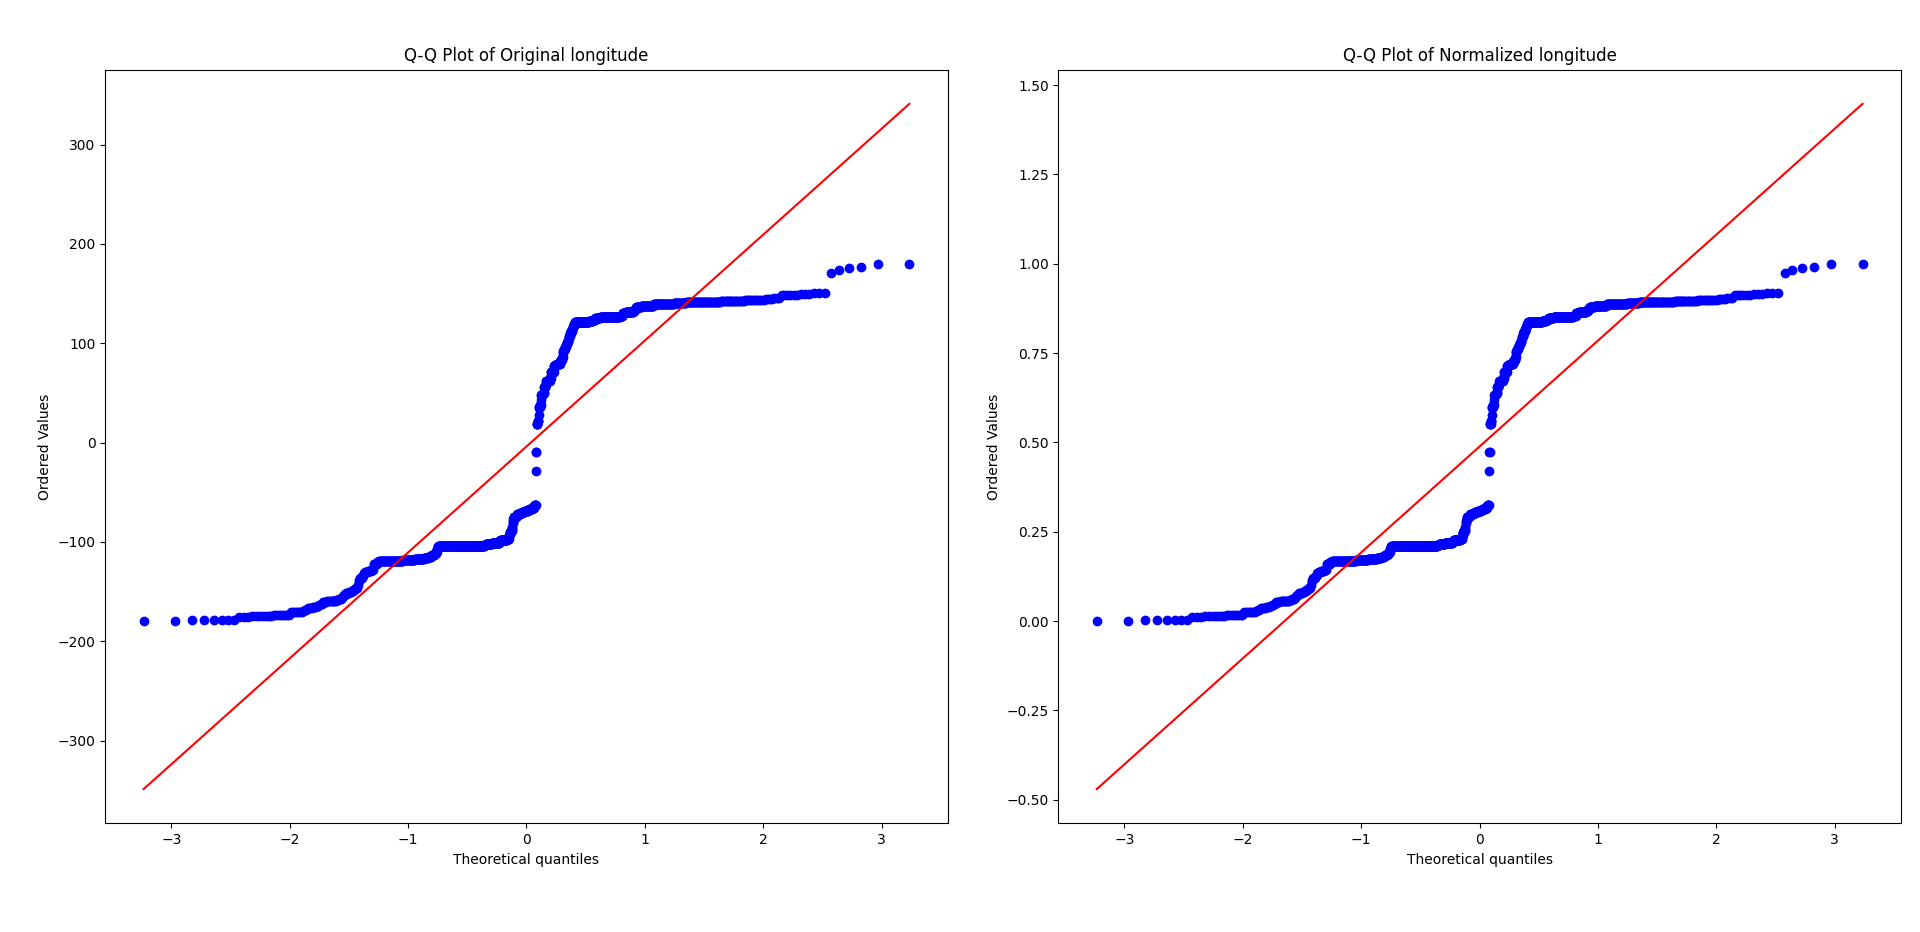 Q-Q Plot of Original longitude
Ordered Values
300
200
100
0
−100
−200
−300
−3 −2 −1 0 1 2 3
Theoretical quantiles
Q-Q Plot of Normalized longitude
Ordered Values
1.50
1.25
1.00
0.75
0.50
0.25
0.00
−0.25
−0.50
−3 −2 −1 0 1 2 3
Theoretical quantiles